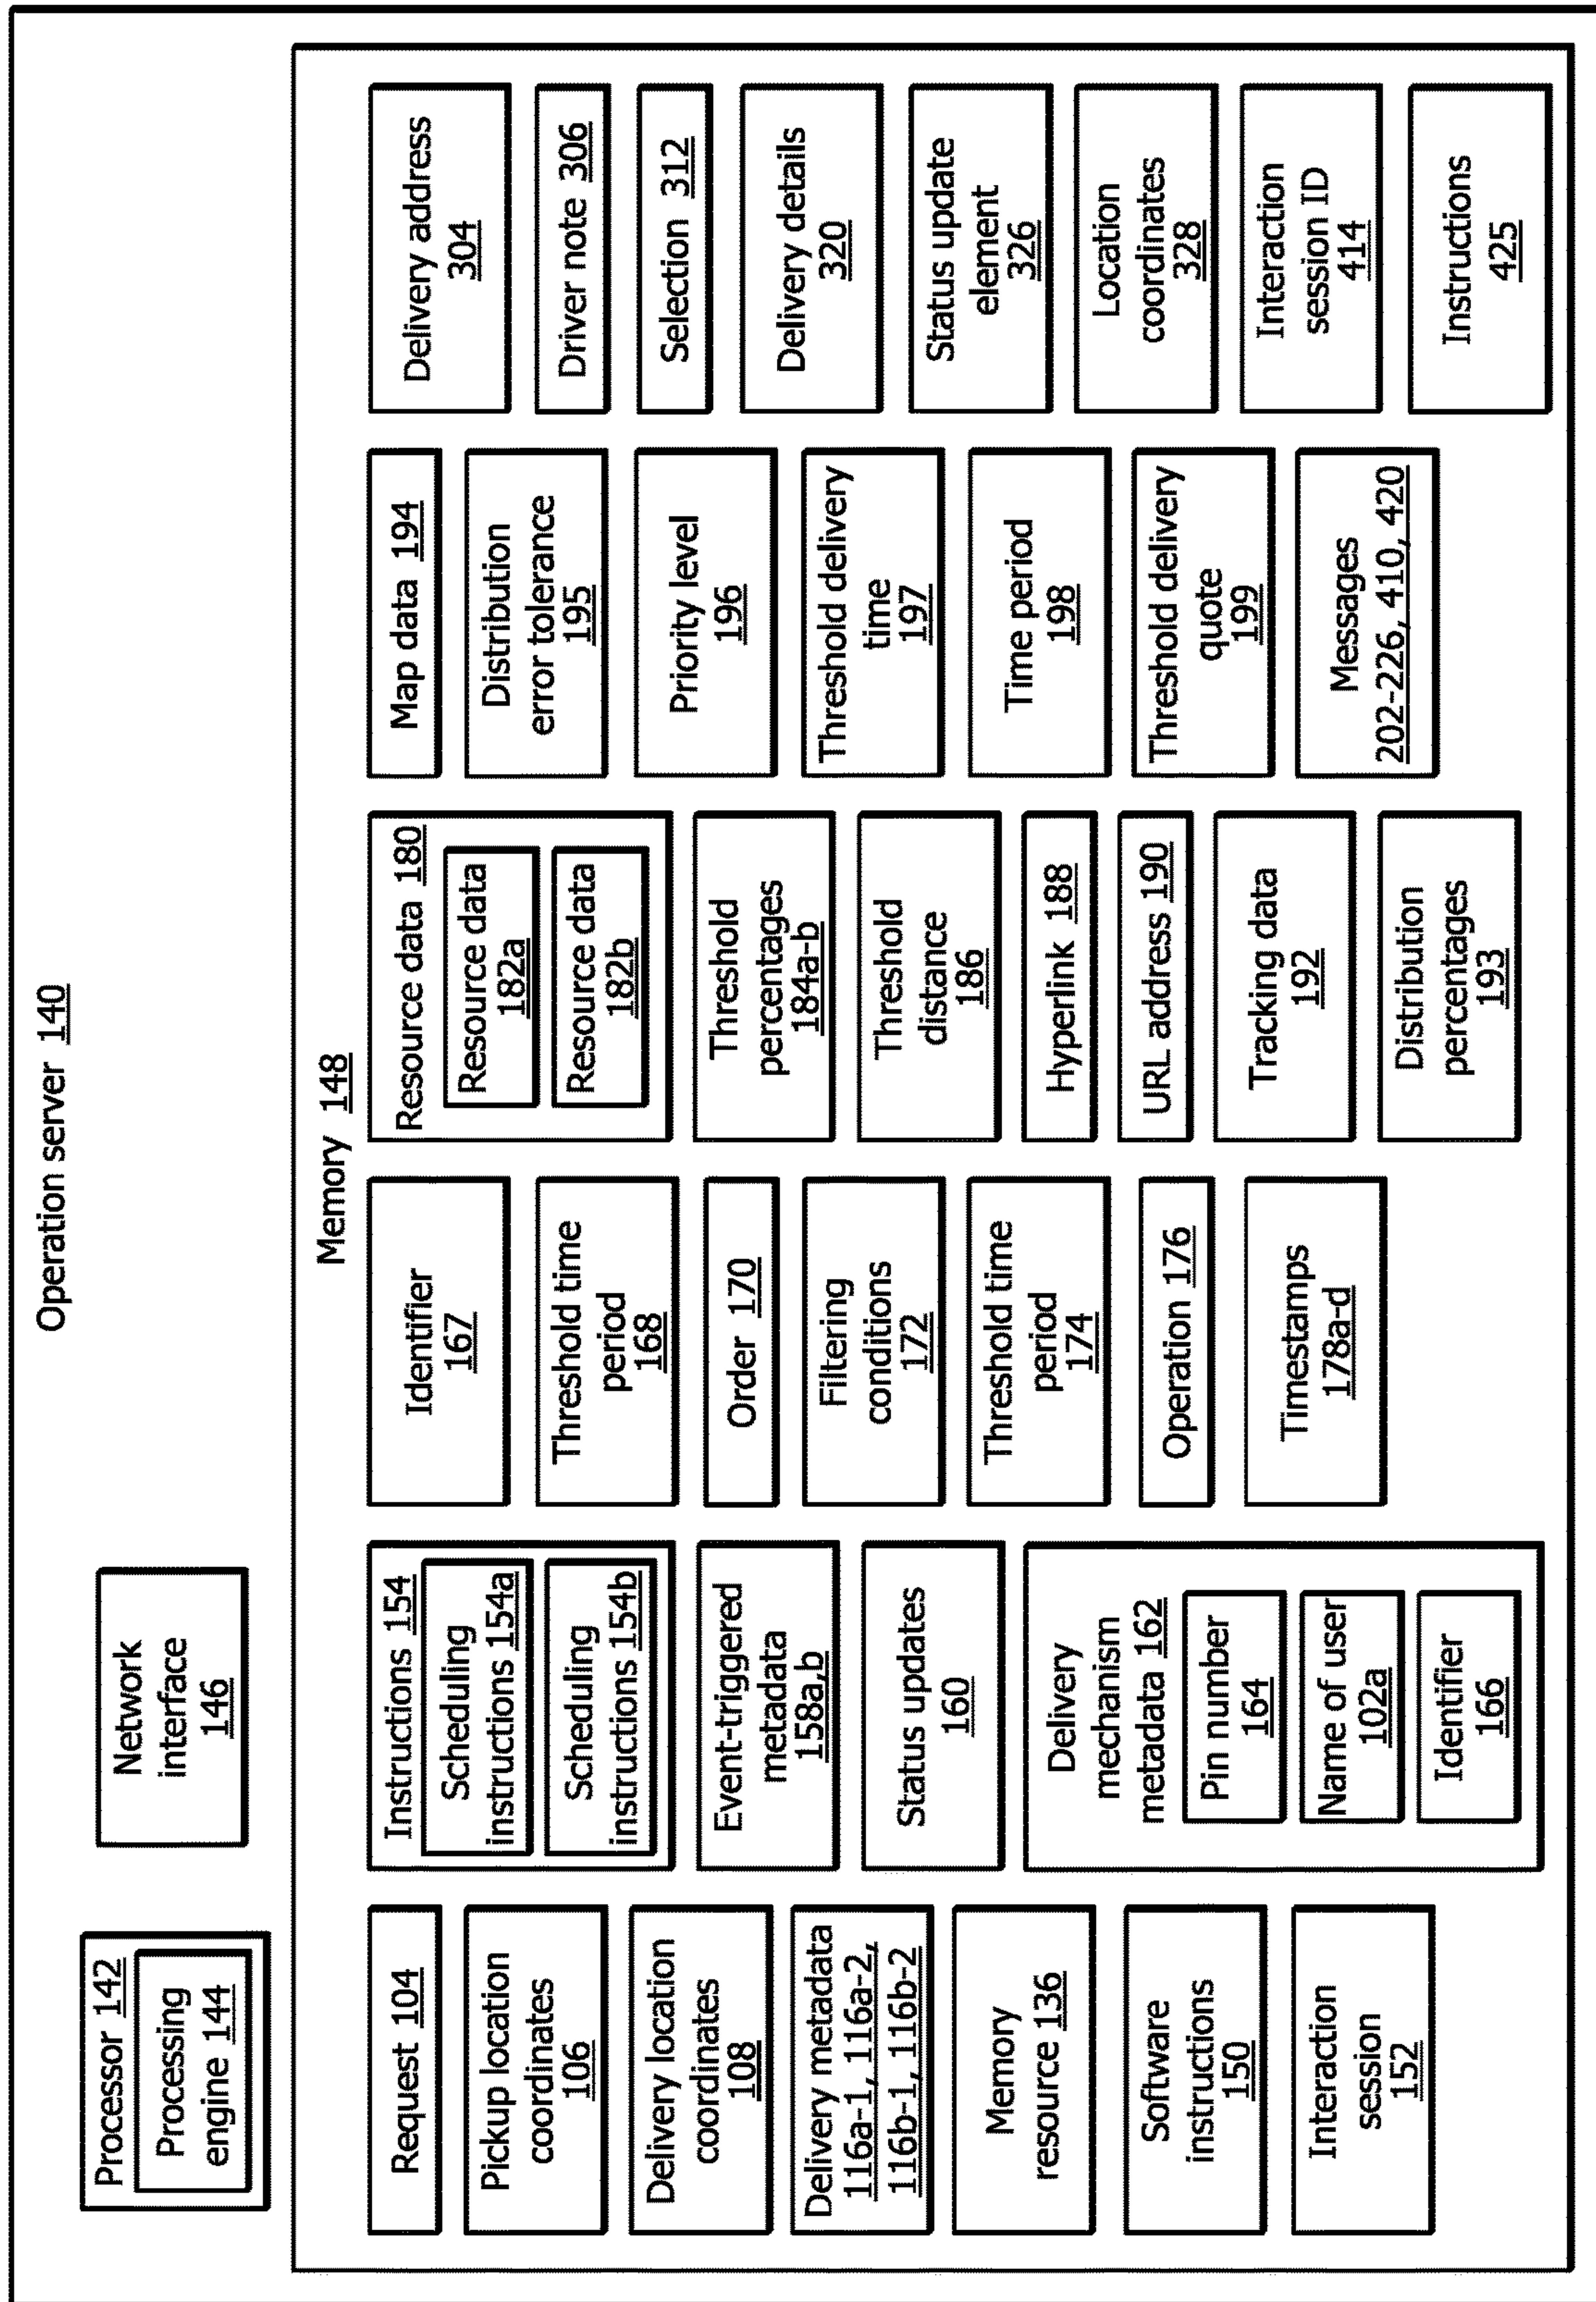 Operation server 140
Processor 142
Processing
engine 144
Network
interface
146
Memory 148
Request 104
Pickup location
coordinates
106
Delivery location
coordinates
108
Delivery metadata
116a-1, 116a-2,
116b-1, 116b-2
Memory
resource 136
Software
instructions
150
Interaction
session
152
Instructions 154
Scheduling
instructions 154a
Scheduling
instructions 154b
Event-triggered
metadata
158a,b
Status updates
160
Delivery
mechanism
metadata 162
Pin number
164
Name of user
102a
Identifier
166
Identifier
167
Threshold time
period
168
Order 170
Filtering
conditions
172
Threshold time
period
174
Operation 176
Timestamps
178a-d
Resource data 180
Resource data
182a
Resource data
182b
Threshold
percentages
184a-b
Threshold
distance
186
Hyperlink 188
URL address 190
Tracking data
192
Distribution
percentages
193
Map data 194
Distribution
error tolerance
195
Priority level
196
Threshold delivery
time
197
Time period
198
Threshold delivery
quote
199
Messages
202-226, 410, 420
Delivery address
304
Driver note 306
Selection 312
Delivery details
320
Status update
element
326
Location
coordinates
328
Interaction
session ID
414
Instructions
425